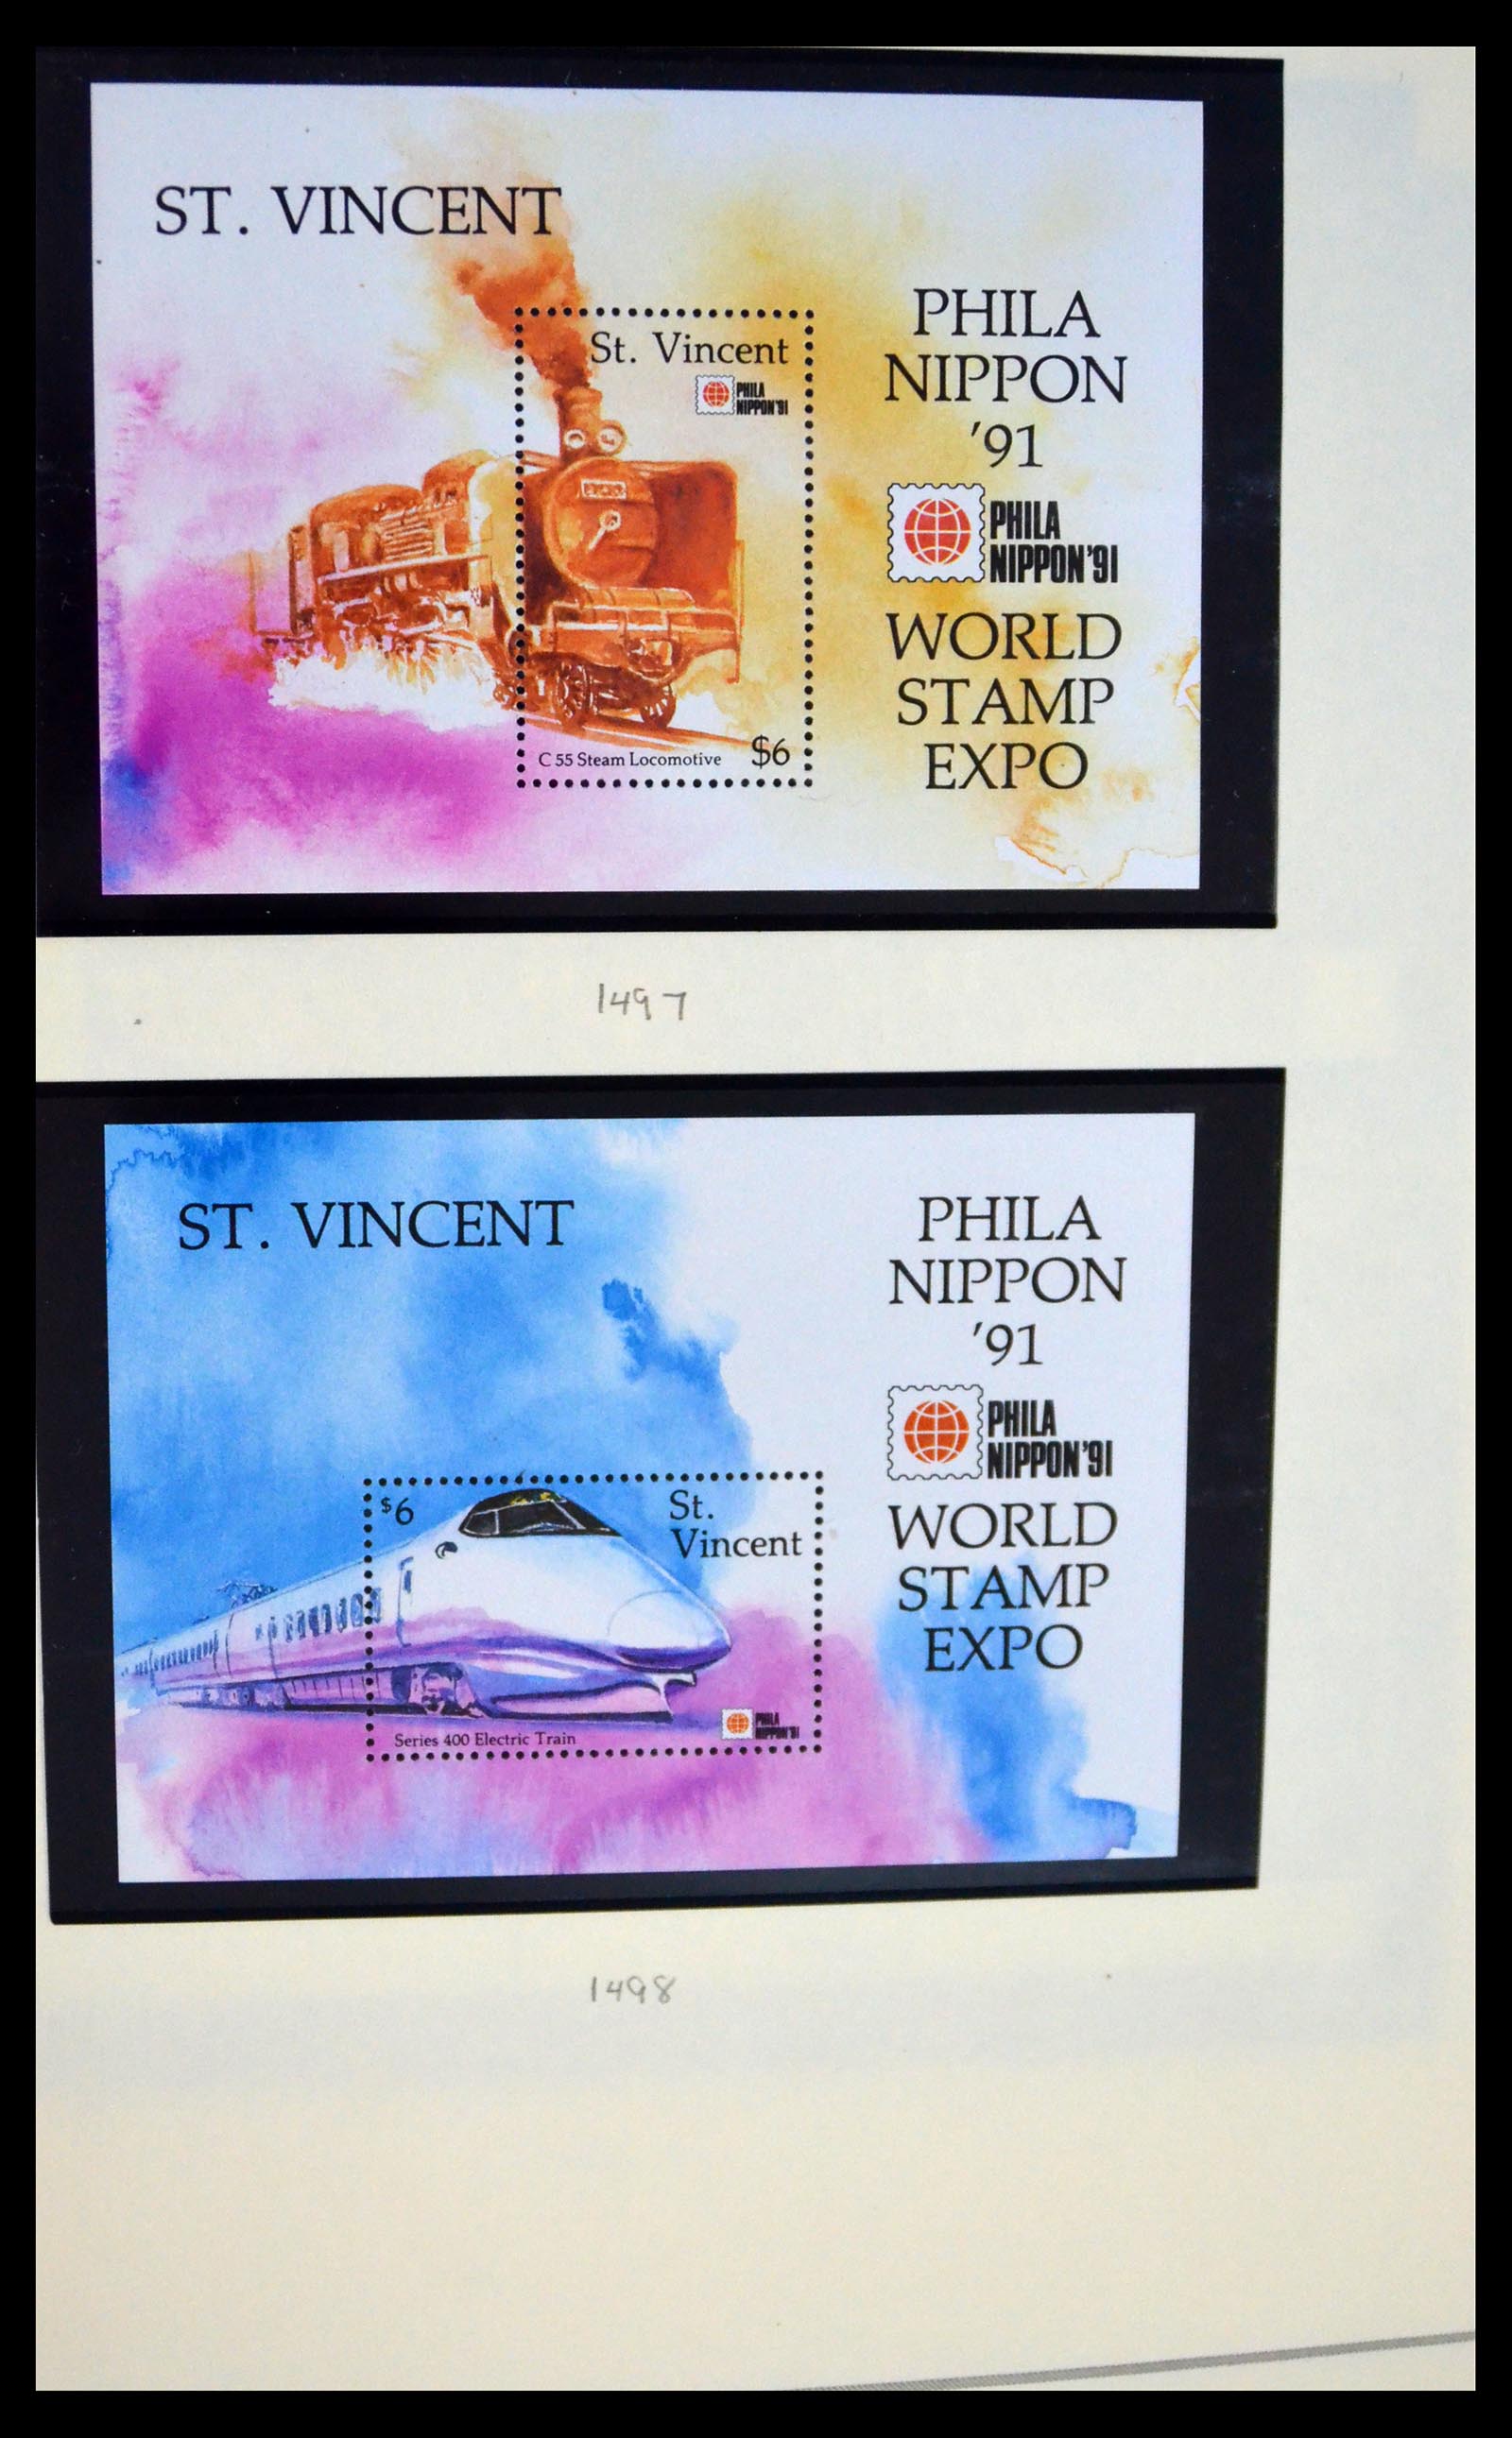 ST. VINCENT
St. Vincent
PHILA
NIPPON'91
C 55 Steam Locomotive $6
PHILA
NIPPON
'91
PHILA
NIPPON'91
WORLD
STAMP
EXPO
1497
ST. VINCENT
$6
St.
Vincent
Series 400 Electric Train
PHILA
NIPPON'91
PHILA
NIPPON
'91
PHILA
NIPPON'91
WORLD
STAMP
EXPO
1498